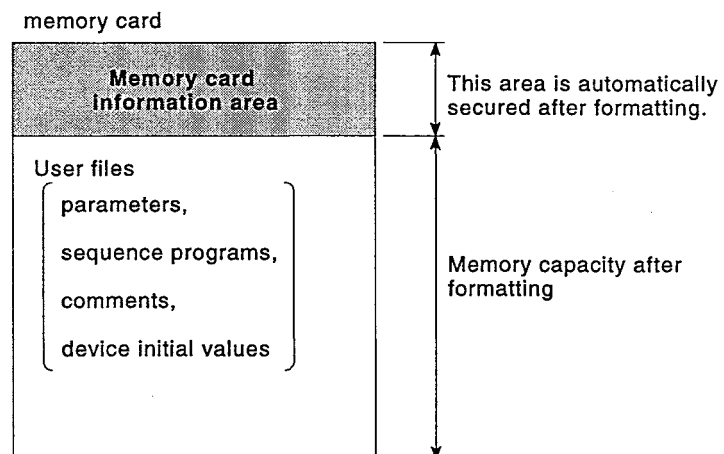 memory card
Memory card
information area
This area is automatically
secured after formatting.
User files
parameters,
sequence programs,
comments,
device initial values
Memory capacity after
formatting